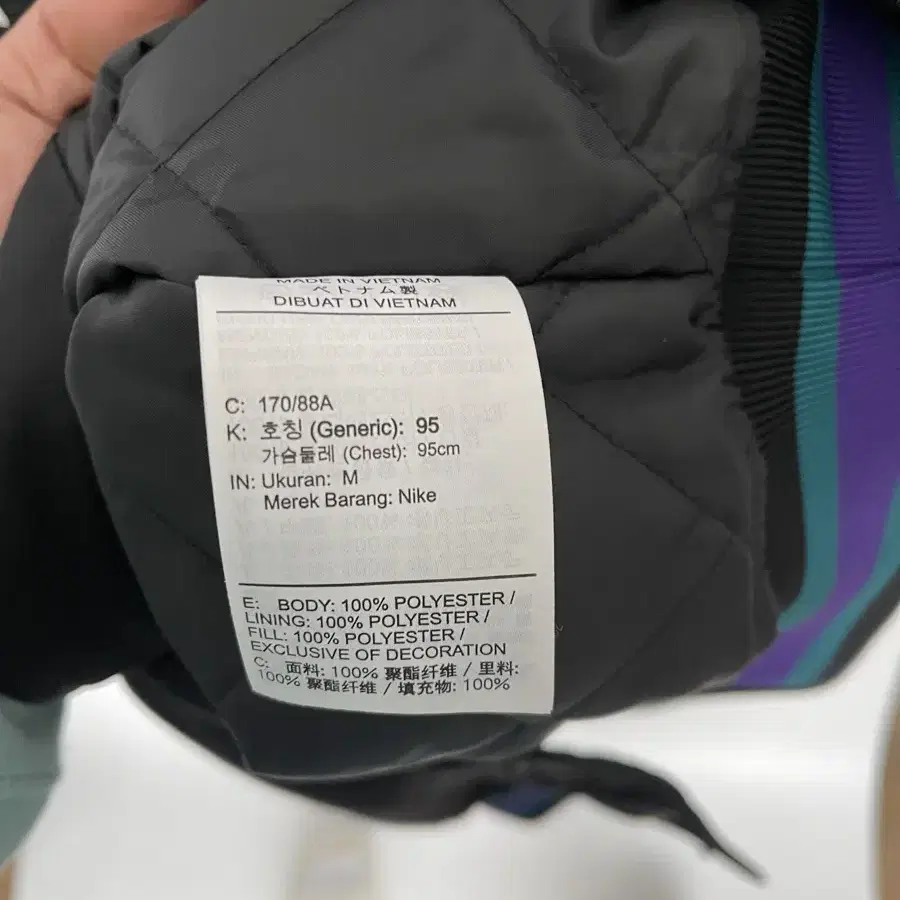 MADE IN VIETNAM
ベトナム製
DIBUAT DI VIETNAM
C: 170/88A
K: 호칭 (Generic): 95
가슴둘레 (Chest): 95cm
IN: Ukuran: M
Merek Barang: Nike
E: BODY: 100% POLYESTER /
LINING: 100% POLYESTER /
FILL: 100% POLYESTER /
EXCLUSIVE OF DECORATION
C: 面料: 100% 聚酯纤维 / 里料:
100% 聚酯纤维 / 填充物: 100%